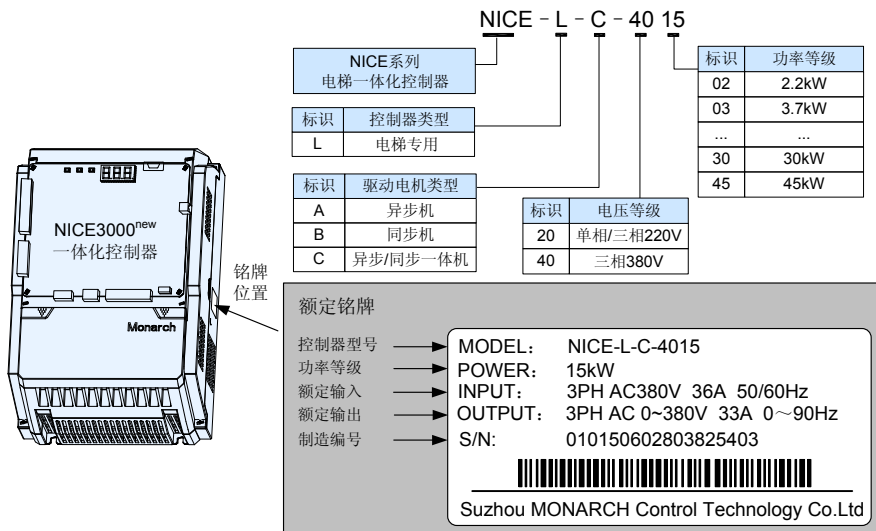 NICE - L - C - 40 15
NICE系列
电梯一体化控制器
标识 控制器类型
L 电梯专用
标识 驱动电机类型
A 异步机
B 同步机
C 异步/同步一体机
标识 电压等级
20 单相/三相220V
40 三相380V
标识 功率等级
02 2.2kW
03 3.7kW
... ...
30 30kW
45 45kW
NICE3000new
一体化控制器
Monarch
铭牌
位置
额定铭牌
控制器型号 MODEL: NICE-L-C-4015
功率等级 POWER: 15kW
额定输入 INPUT: 3PH AC380V 36A 50/60Hz
额定输出 OUTPUT: 3PH AC 0~380V 33A 0～90Hz
制造编号 S/N: 010150602803825403
Suzhou MONARCH Control Technology Co.Ltd